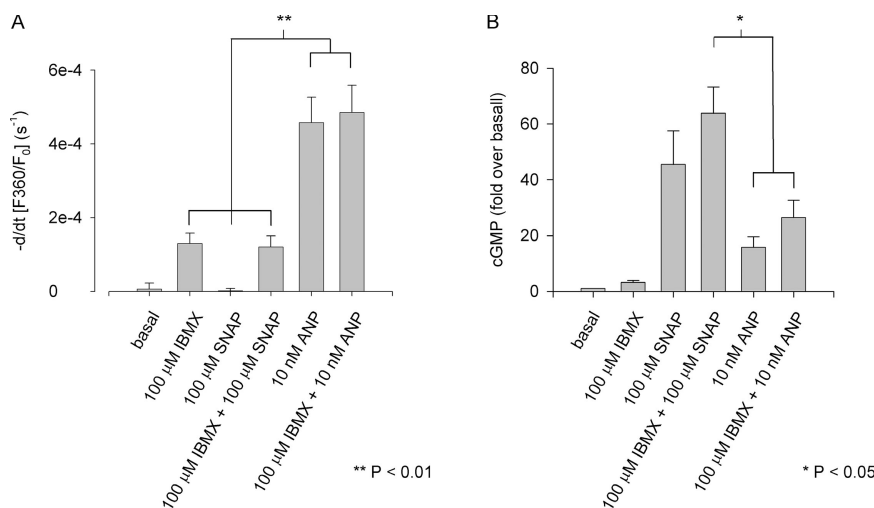 A
**
6e-4
4e-4
2e-4
0
-d/dt [F360/F0] (s-1)
basal
100 μM IBMX
100 μM SNAP
100 μM IBMX + 100 μM SNAP
10 nM ANP
100 μM IBMX + 10 nM ANP
** P < 0.01
B
*
80
60
40
20
0
cGMP (fold over basall)
basal
100 μM IBMX
100 μM SNAP
100 μM IBMX + 100 μM SNAP
10 nM ANP
100 μM IBMX + 10 nM ANP
* P < 0.05